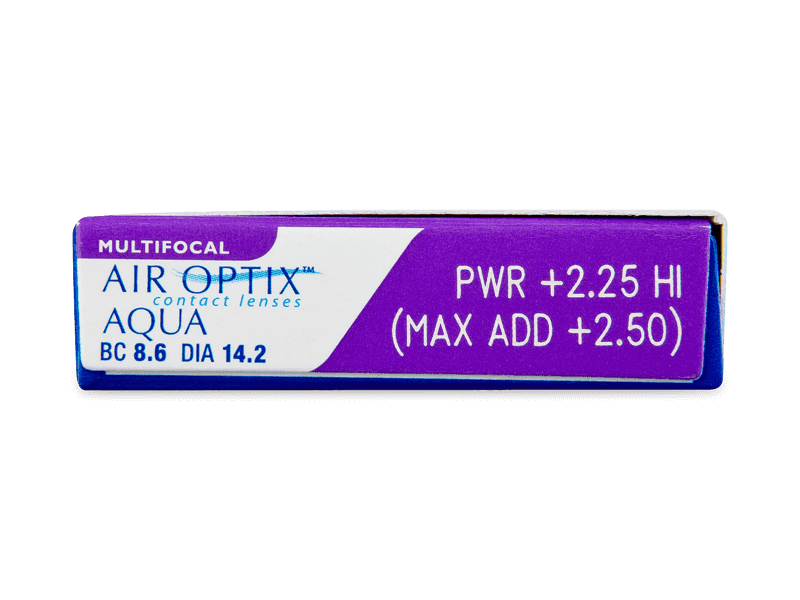 MULTIFOCAL
AIR OPTIX™
contact lenses
AQUA
BC 8.6 DIA 14.2
PWR +2.25 HI
(MAX ADD +2.50)